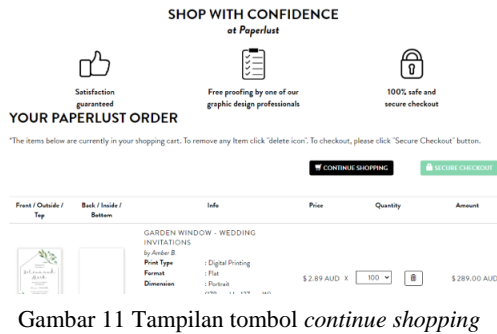 SHOP WITH CONFIDENCE
at Paperlust
Satisfaction
guaranteed
Free proofing by one of our
graphic design professionals
100% safe and
secure checkout
YOUR PAPERLUST ORDER
*The items below are currently in your shopping cart. To remove any Item click "delete icon". To checkout, please click "Secure Checkout" button.
CONTINUE SHOPPING
SECURE CHECKOUT
Front / Outside /
Top
Back / Inside /
Bottom
Info
Price
Quantity
Amount
GARDEN WINDOW - WEDDING
INVITATIONS
by Amber B.
Print Type : Digital Printing
Format : Flat
Dimension : Portrait
$2.89 AUD X 100
$289.00 AUD
Gambar 11 Tampilan tombol continue shopping